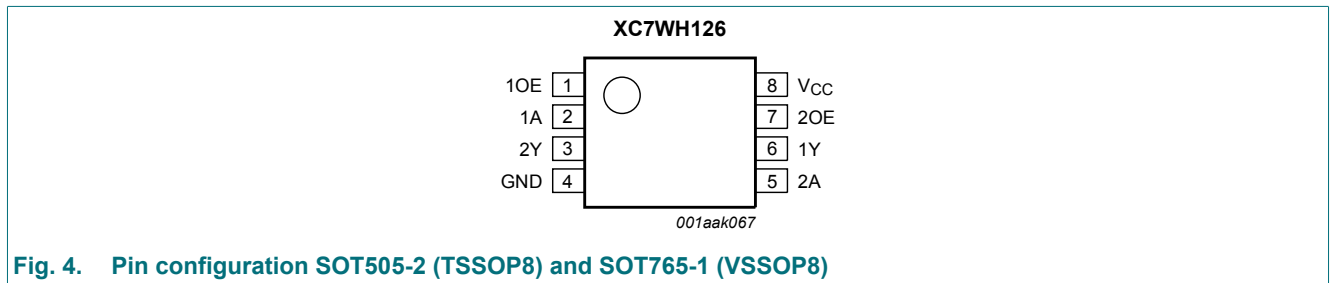 XC7WH126
1OE 1 8 VCC
1A 2 7 2OE
2Y 3 6 1Y
GND 4 5 2A
001aak067
Fig. 4. Pin configuration SOT505-2 (TSSOP8) and SOT765-1 (VSSOP8)